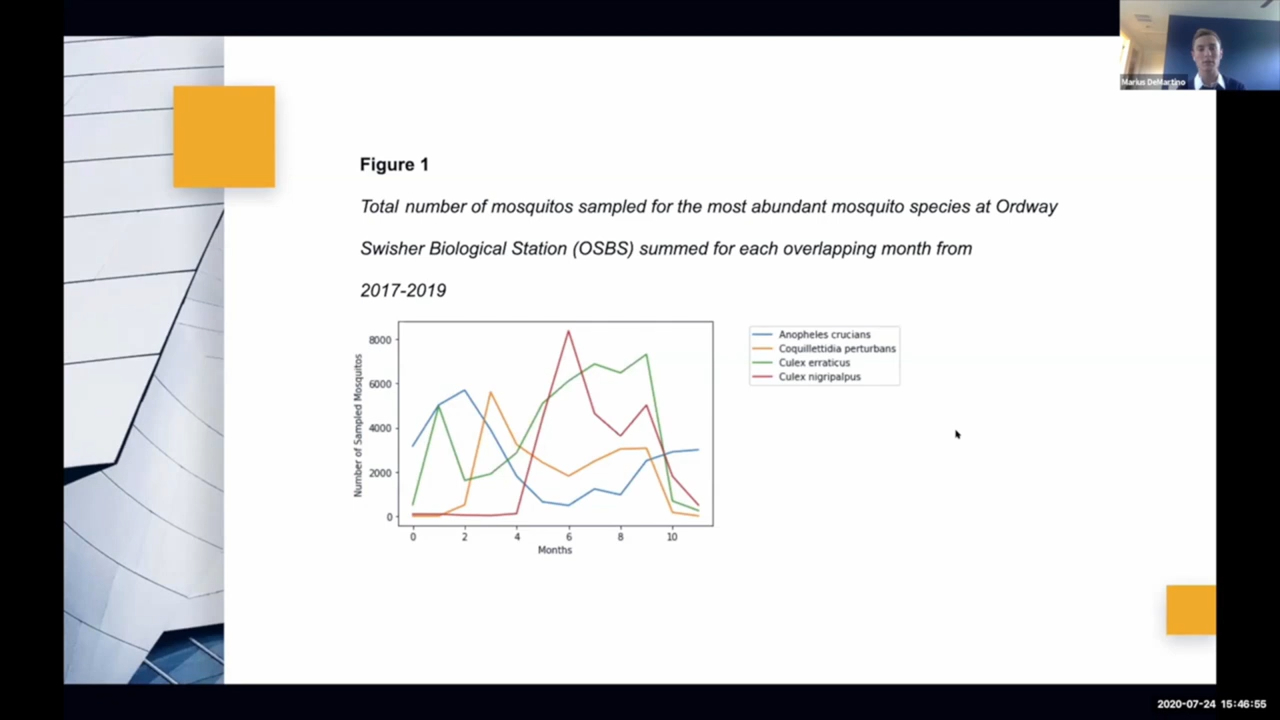 Marius DeMartino
Figure 1
Total number of mosquitos sampled for the most abundant mosquito species at Ordway
Swisher Biological Station (OSBS) summed for each overlapping month from
2017-2019
Number of Sampled Mosquitos
8000
6000
4000
2000
0
0 2 4 6 8 10
Months
Anopheles crucians
Coquillettidia perturbans
Culex erraticus
Culex nigripalpus
2020-07-24 15:46:55